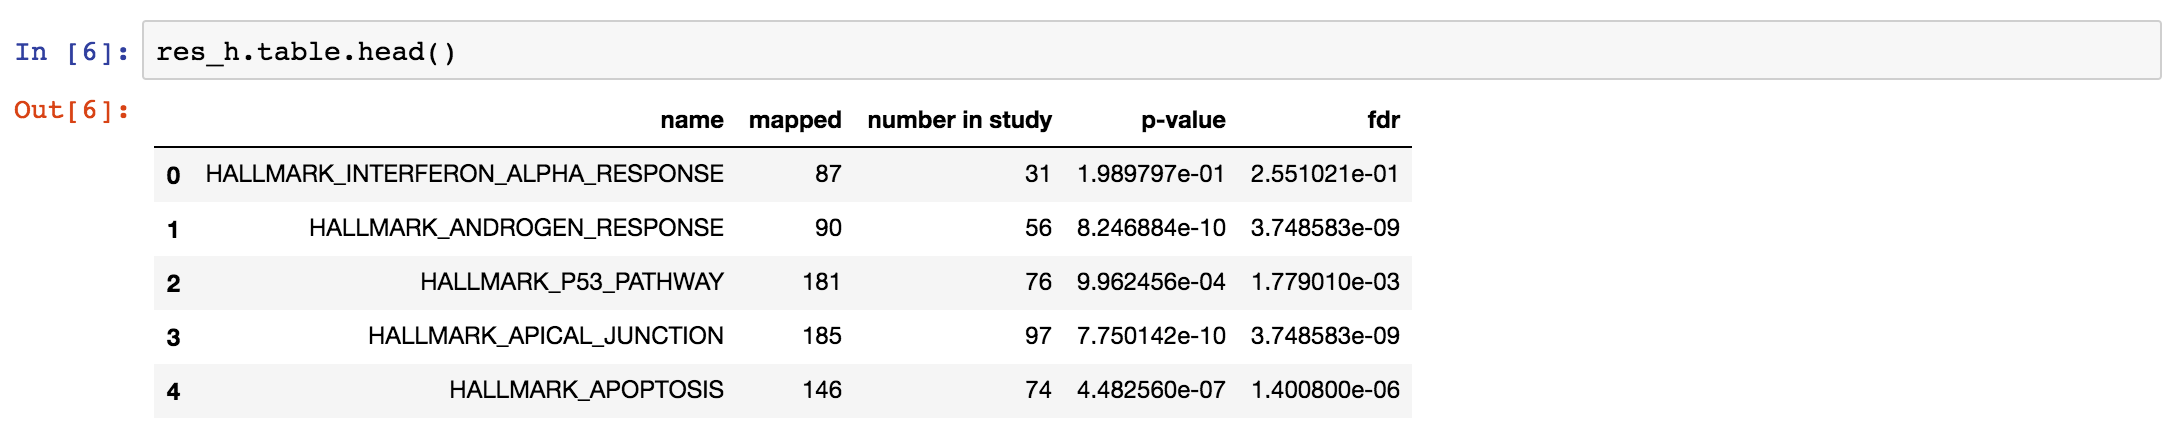 In [6]: res_h.table.head()
Out[6]:
name mapped number in study p-value fdr
0 HALLMARK_INTERFERON_ALPHA_RESPONSE 87 31 1.989797e-01 2.551021e-01
1 HALLMARK_ANDROGEN_RESPONSE 90 56 8.246884e-10 3.748583e-09
2 HALLMARK_P53_PATHWAY 181 76 9.962456e-04 1.779010e-03
3 HALLMARK_APICAL_JUNCTION 185 97 7.750142e-10 3.748583e-09
4 HALLMARK_APOPTOSIS 146 74 4.482560e-07 1.400800e-06